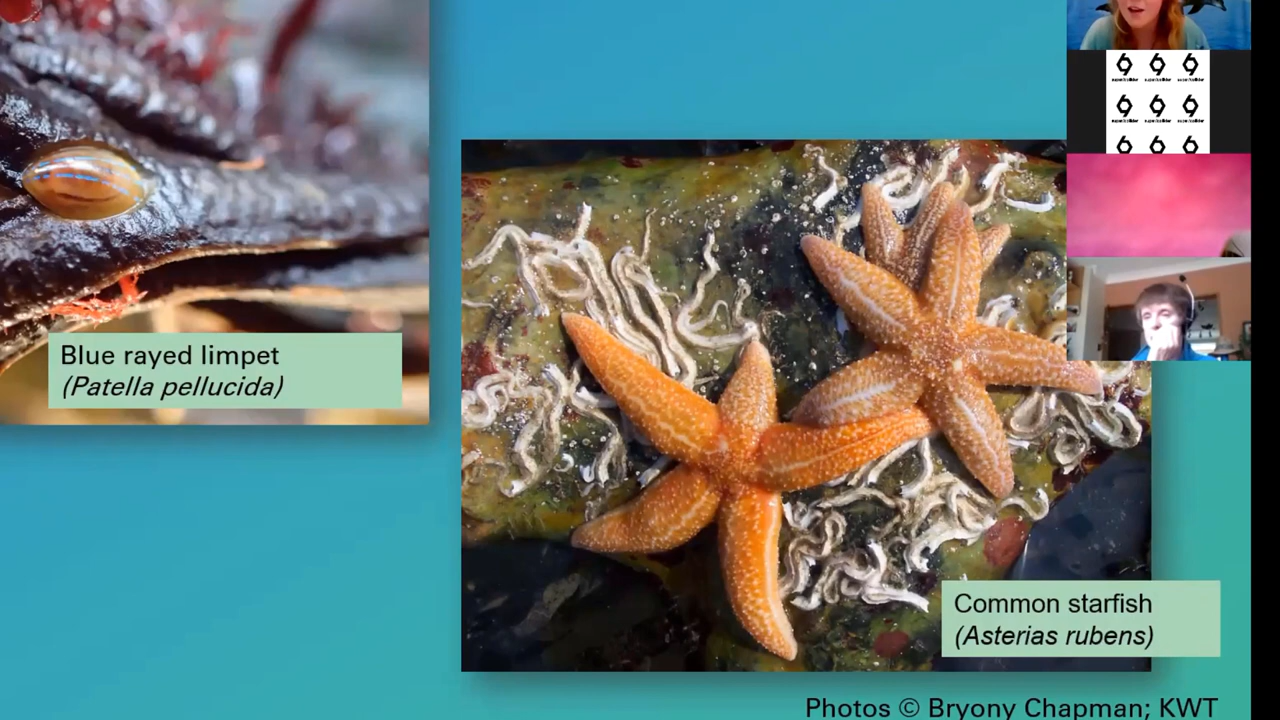 Blue rayed limpet
(Patella pellucida)
Common starfish
(Asterias rubens)
Photos © Bryony Chapman; KWT